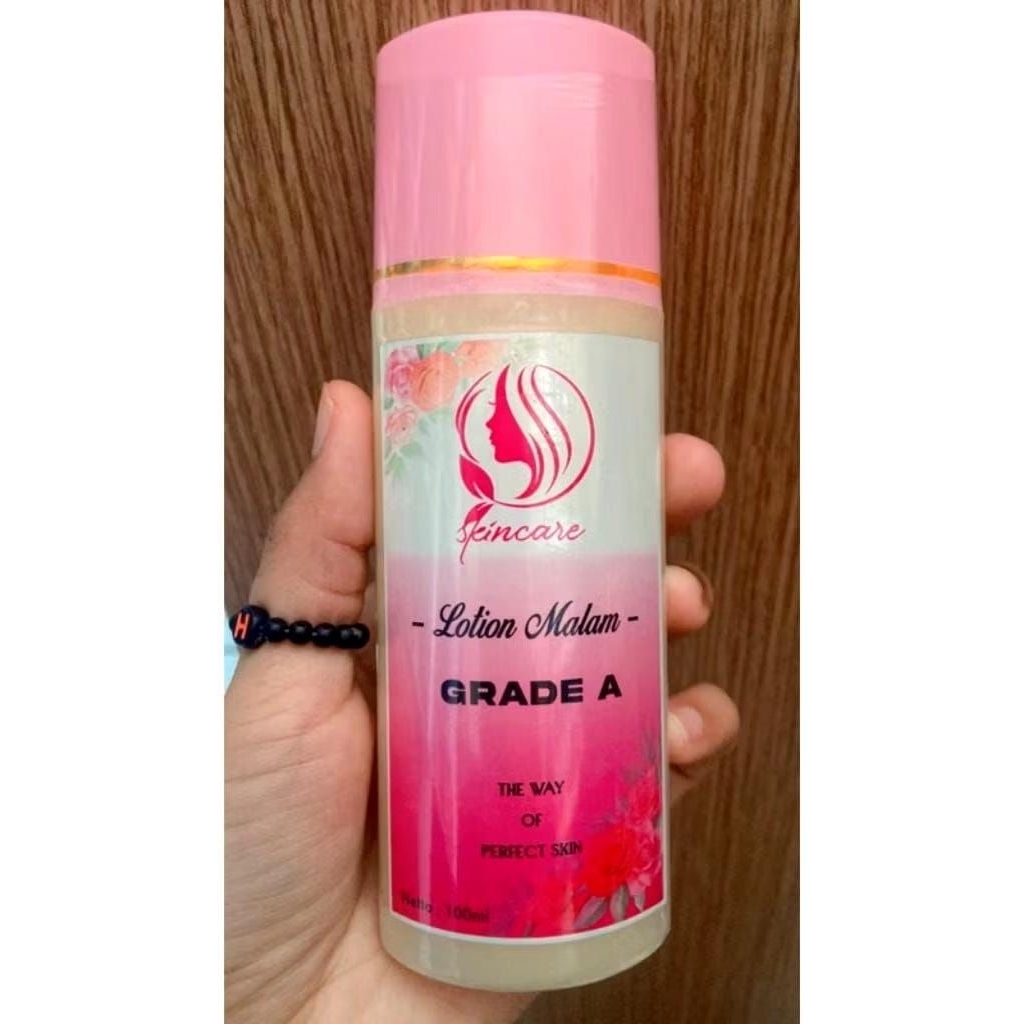 skincare
- Lotion Malam -
GRADE A
THE WAY
OF
PERFECT SKIN
Netto : 100ml
H